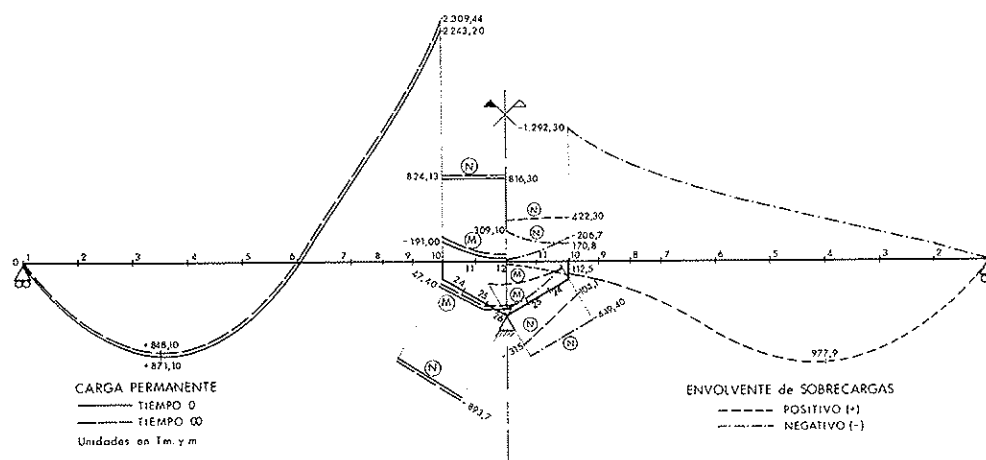 2.309,44
2.243,20
-1.292,30
N
824,13
816,30
N
422,30
309,10
N
206,7
-191,00
M
170,8
0
1
2
3
4
5
6
7
8
9
10
11
12
11
10
9
8
7
6
5
4
3
2
1
112,5
M
24
47,40
25
M
M
26
25
24
104,1
N
649,40
315
N
+ 848,10
+ 871,10
977,9
N
- 893,7
CARGA PERMANENTE
TIEMPO 0
TIEMPO ∞
Unidades en Tm. y m
ENVOLVENTE de SOBRECARGAS
POSITIVO (+)
NEGATIVO (-)